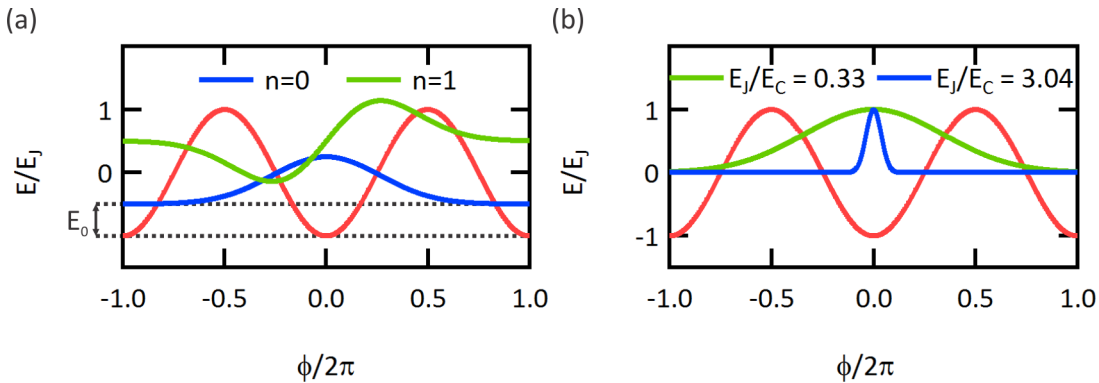 (a)
n=0 n=1
1
0
E₀
E/E_J
-1.0 -0.5 0.0 0.5 1.0
ϕ/2π
(b)
E_J/E_C = 0.33 E_J/E_C = 3.04
1
0
-1
E/E_J
-1.0 -0.5 0.0 0.5 1.0
ϕ/2π